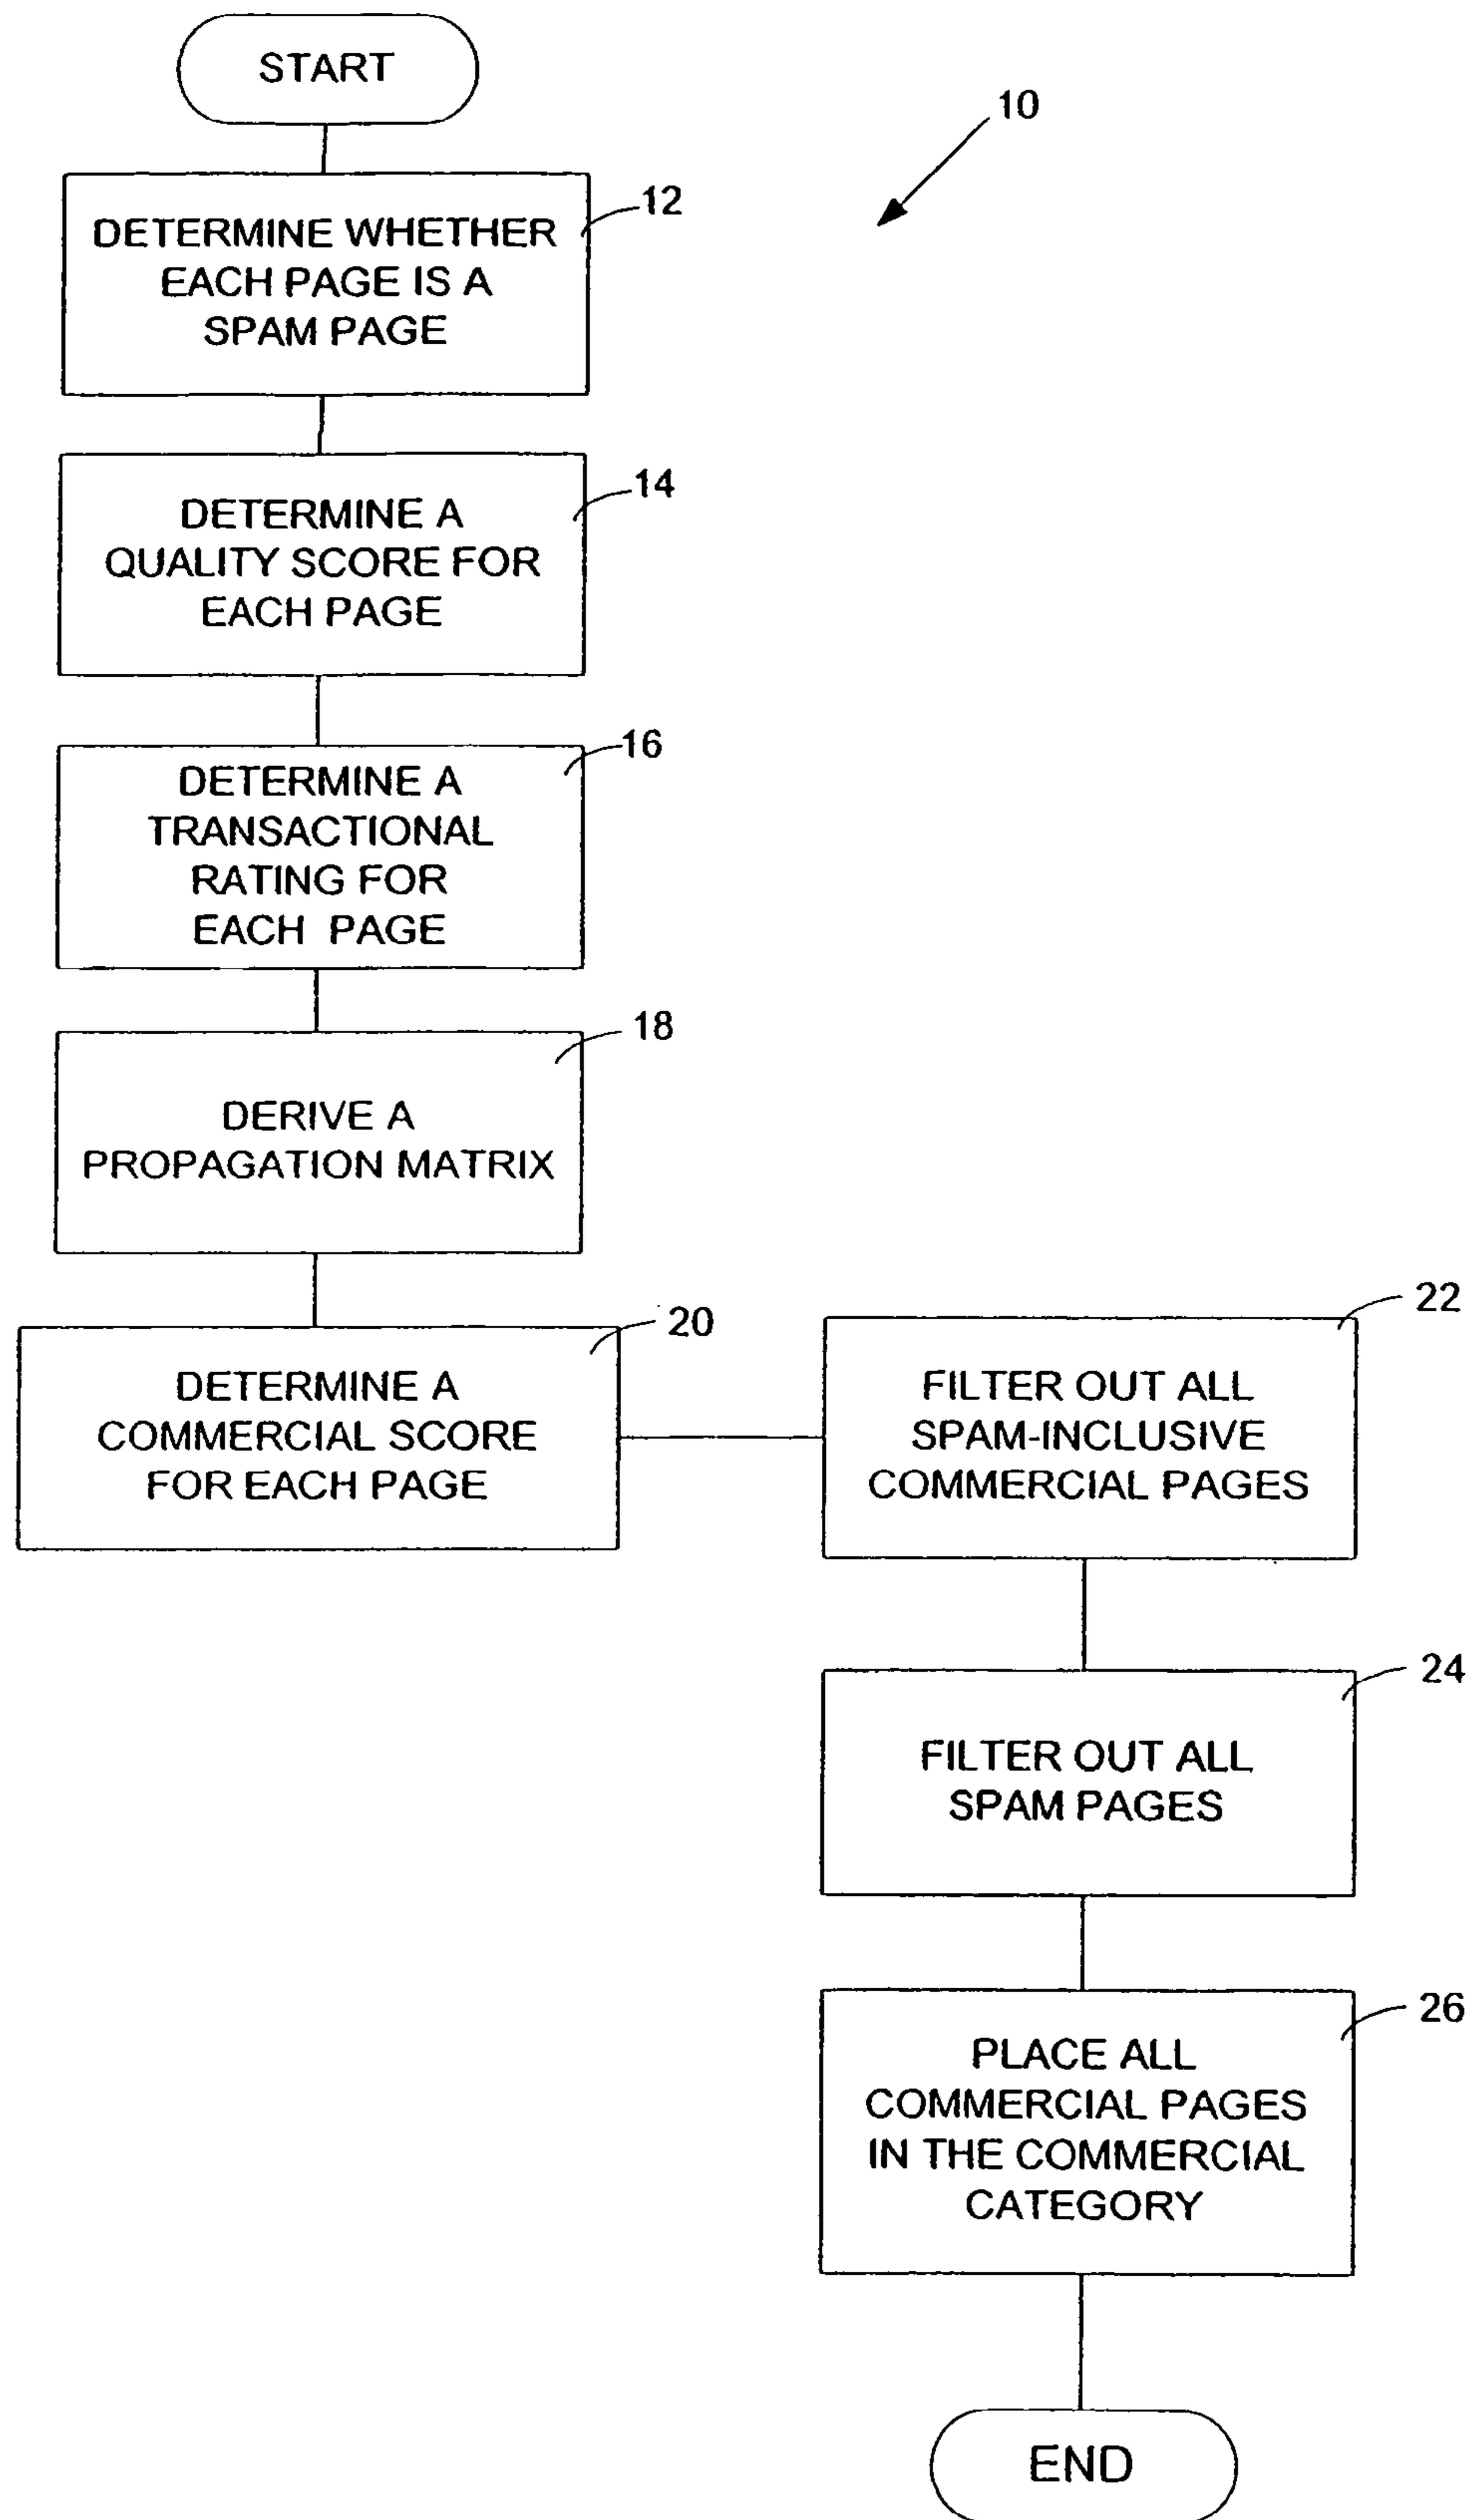 START
10
12
DETERMINE WHETHER
EACH PAGE IS A
SPAM PAGE
14
DETERMINE A
QUALITY SCORE FOR
EACH PAGE
16
DETERMINE A
TRANSACTIONAL
RATING FOR
EACH PAGE
18
DERIVE A
PROPAGATION MATRIX
20
DETERMINE A
COMMERCIAL SCORE
FOR EACH PAGE
22
FILTER OUT ALL
SPAM-INCLUSIVE
COMMERCIAL PAGES
24
FILTER OUT ALL
SPAM PAGES
26
PLACE ALL
COMMERCIAL PAGES
IN THE COMMERCIAL
CATEGORY
END